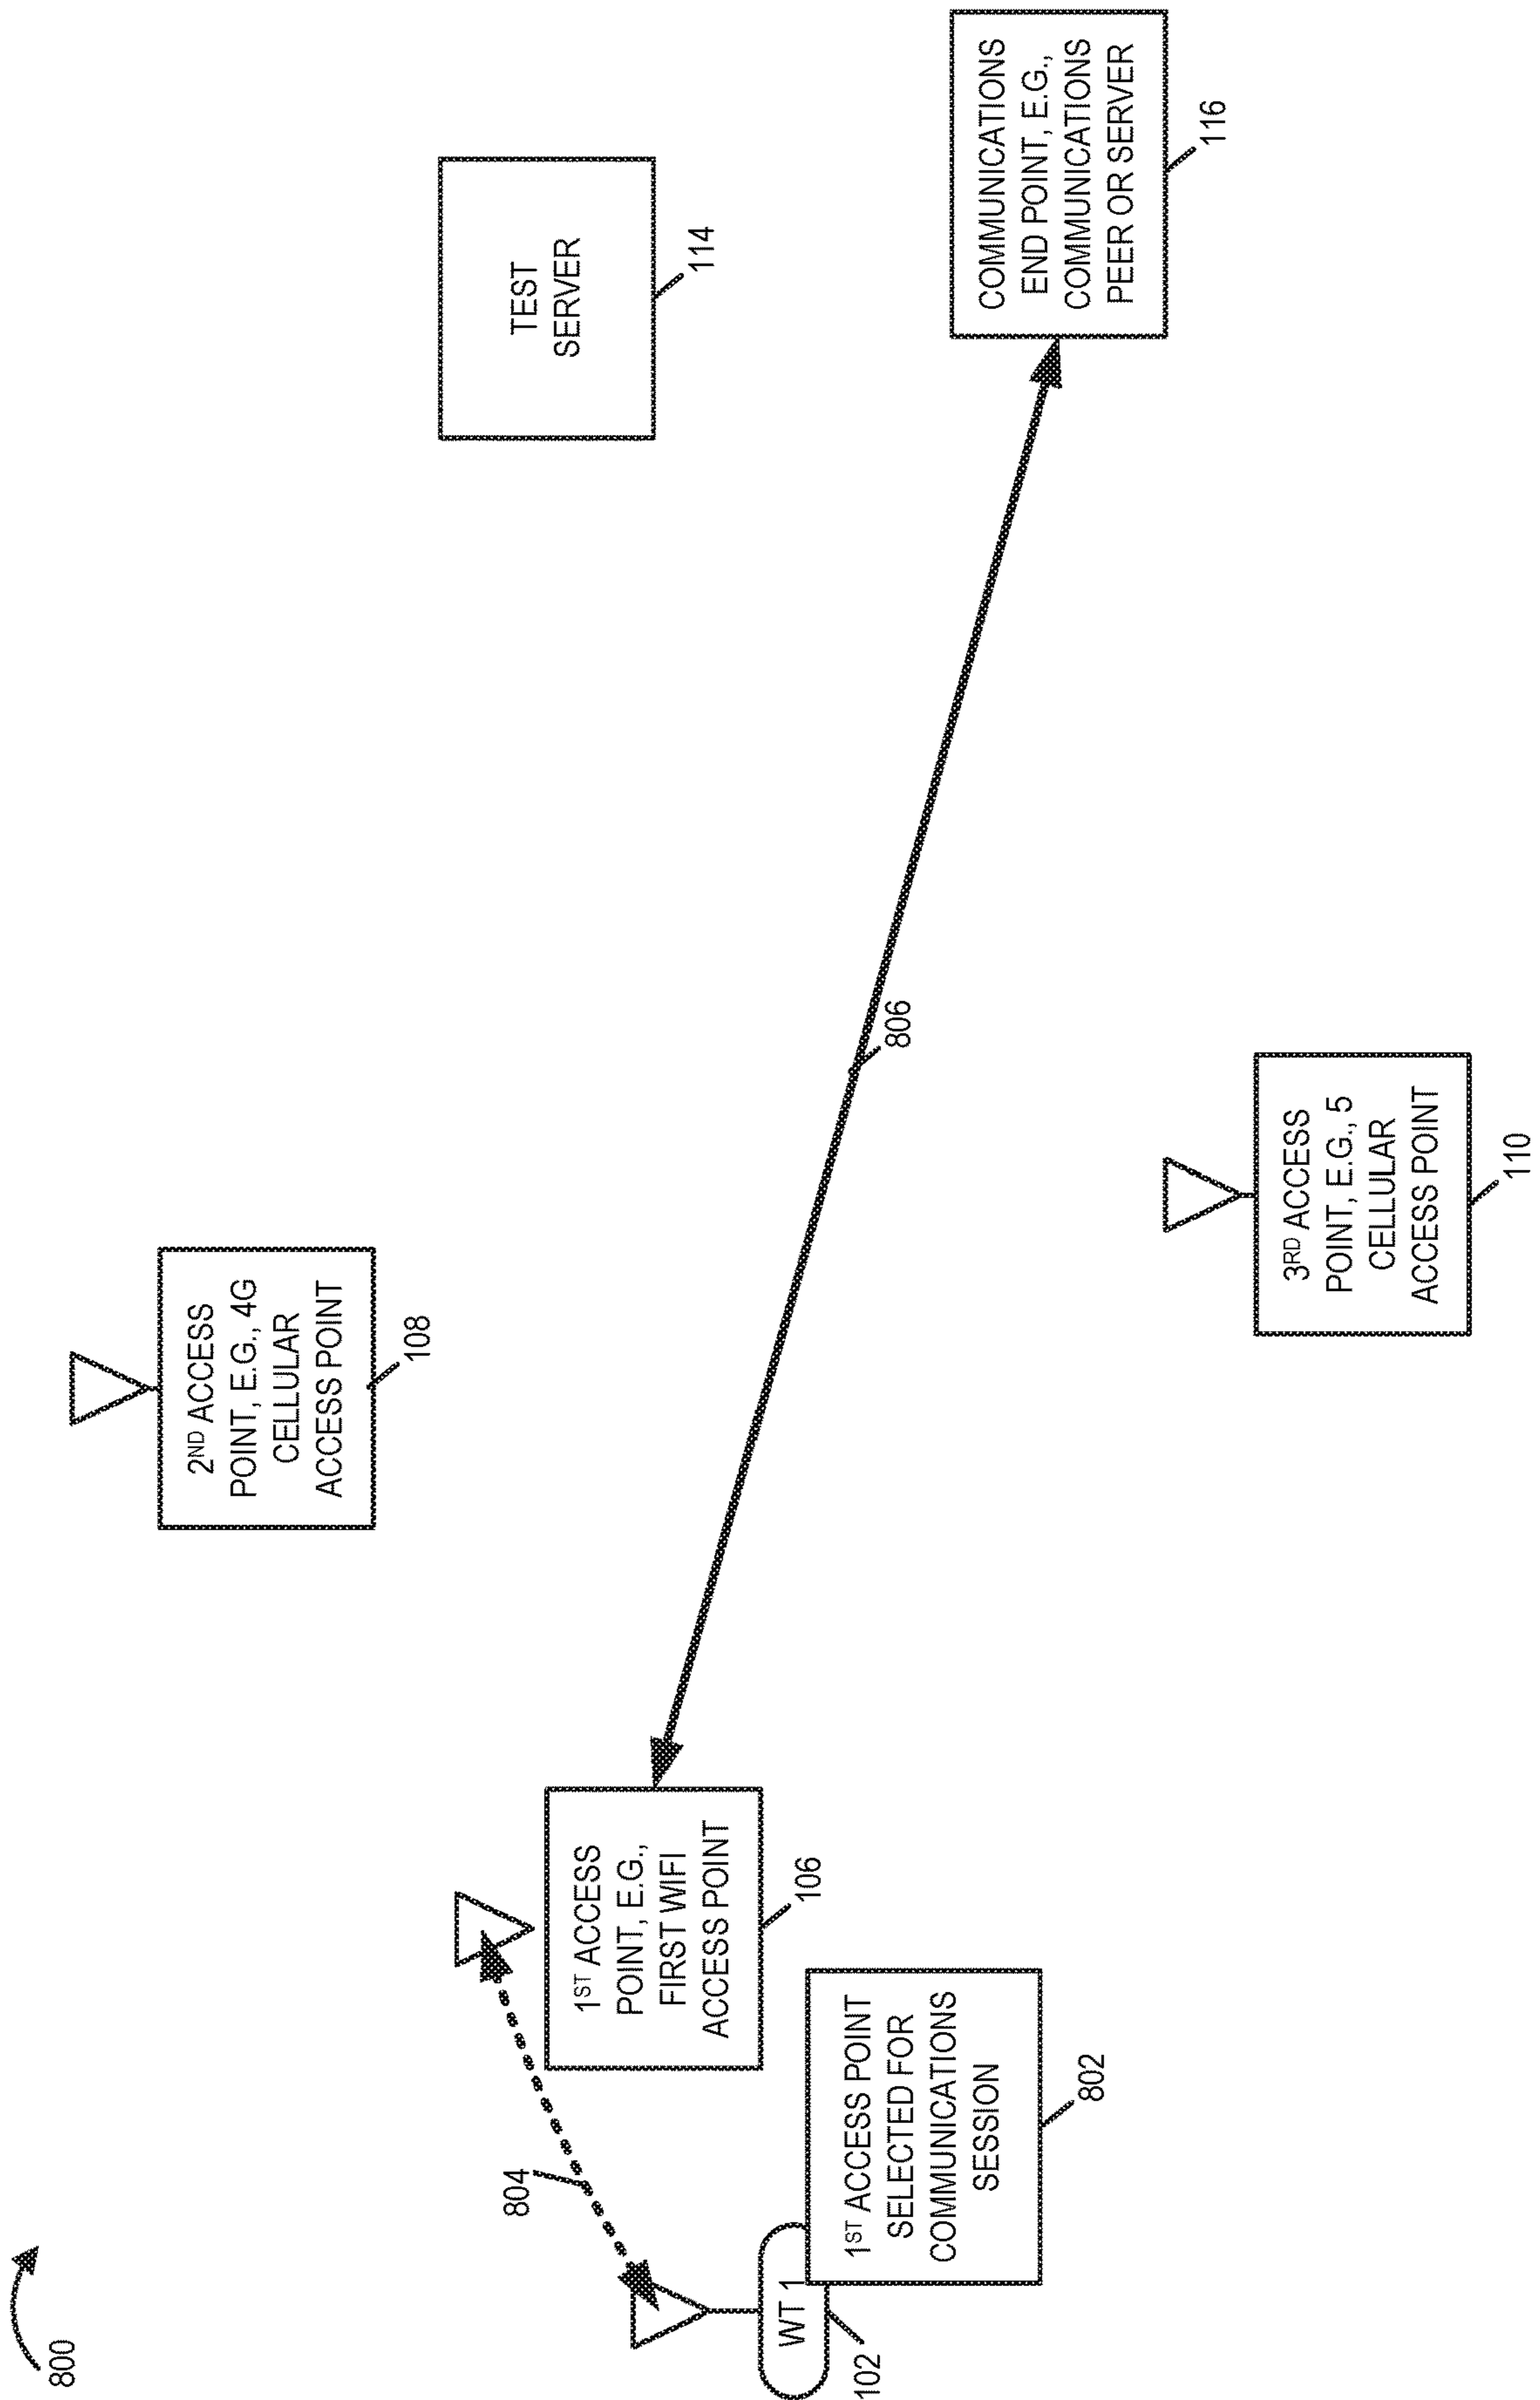 800
2ND ACCESS
POINT, E.G., 4G
CELLULAR
ACCESS POINT
108
TEST
SERVER
114
804
1ST ACCESS
POINT, E.G.,
FIRST WIFI
ACCESS POINT
106
806
WT 1
102
1ST ACCESS POINT
SELECTED FOR
COMMUNICATIONS
SESSION
802
COMMUNICATIONS
END POINT, E.G.,
COMMUNICATIONS
PEER OR SERVER
116
3RD ACCESS
POINT, E.G., 5
CELLULAR
ACCESS POINT
110